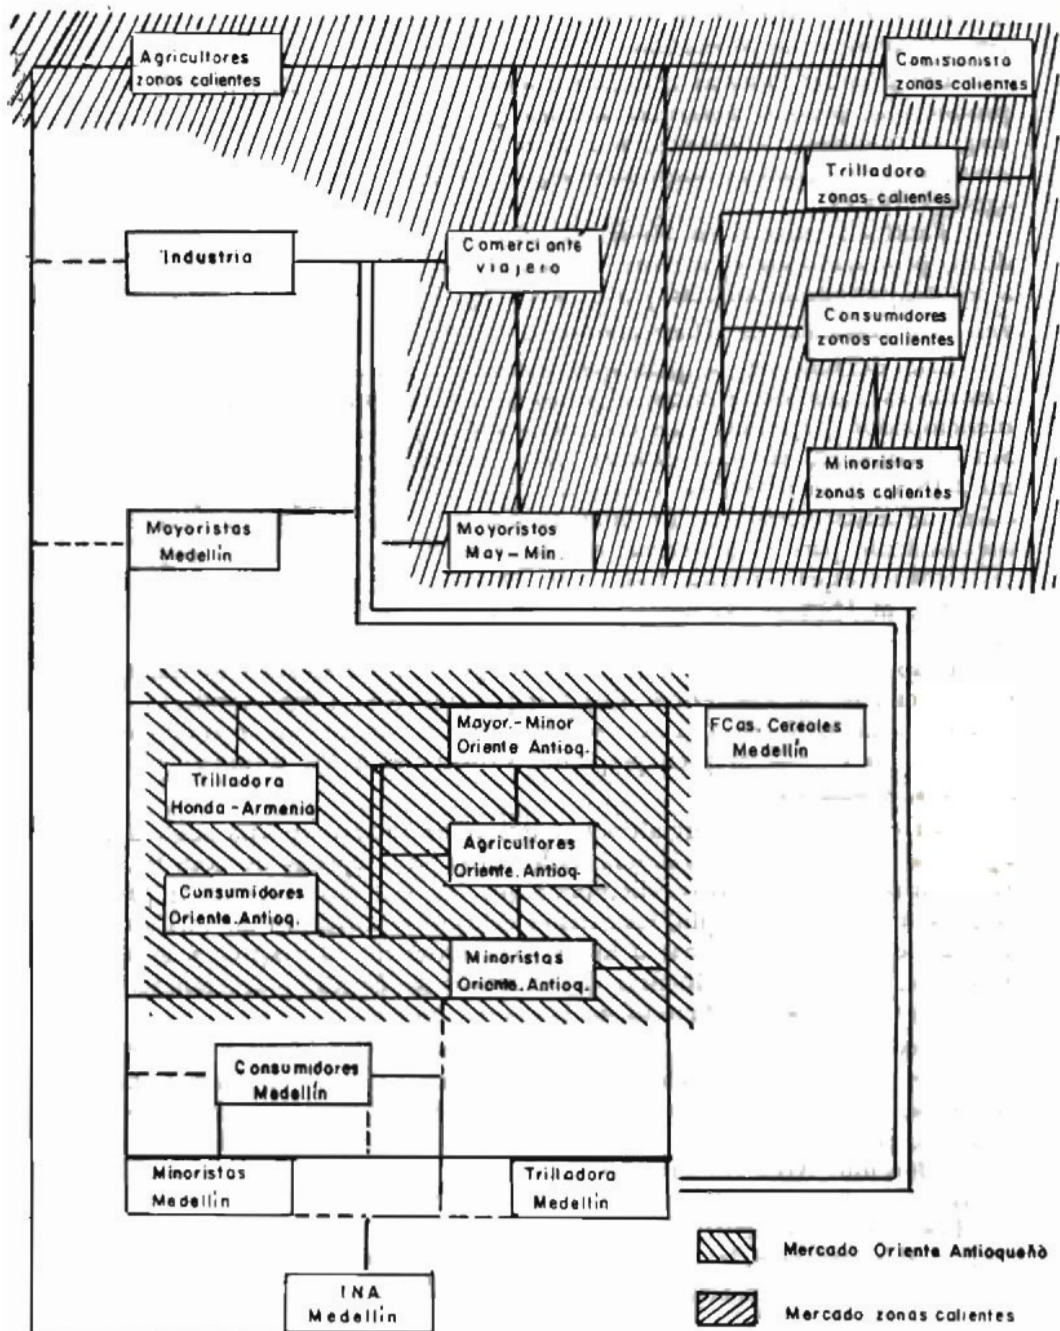 Agricultores
zonas calientes
Comisionista
zonas calientes
Trilladora
zonas calientes
Industria
Comerciante
viajero
Consumidores
zonas calientes
Minoristas
zonas calientes
Mayoristas
Medellín
Mayoristos
May-Min.
Mayor.-Minor
Oriente Antioq.
FCas. Cereales
Medellín
Trilladora
Honda-Armenia
Agricultores
Oriente. Antioq.
Consumidores
Oriente. Antioq.
Minoristas
Oriente. Antioq.
Consumidores
Medellín
Minoristas
Medellín
Trilladora
Medellín
INA
Medellín
Mercado Oriente Antioqueño
Mercado zonas calientes